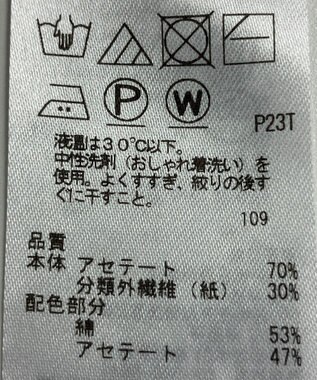 P W
P23T
液温は30℃以下。
中性洗剤（おしゃれ着洗い）を
使用。よくすすぎ、絞りの後す
ぐに干すこと。
109
品質
本体 アセテート 70%
分類外繊維（紙） 30%
配色部分
綿 53%
アセテート 47%